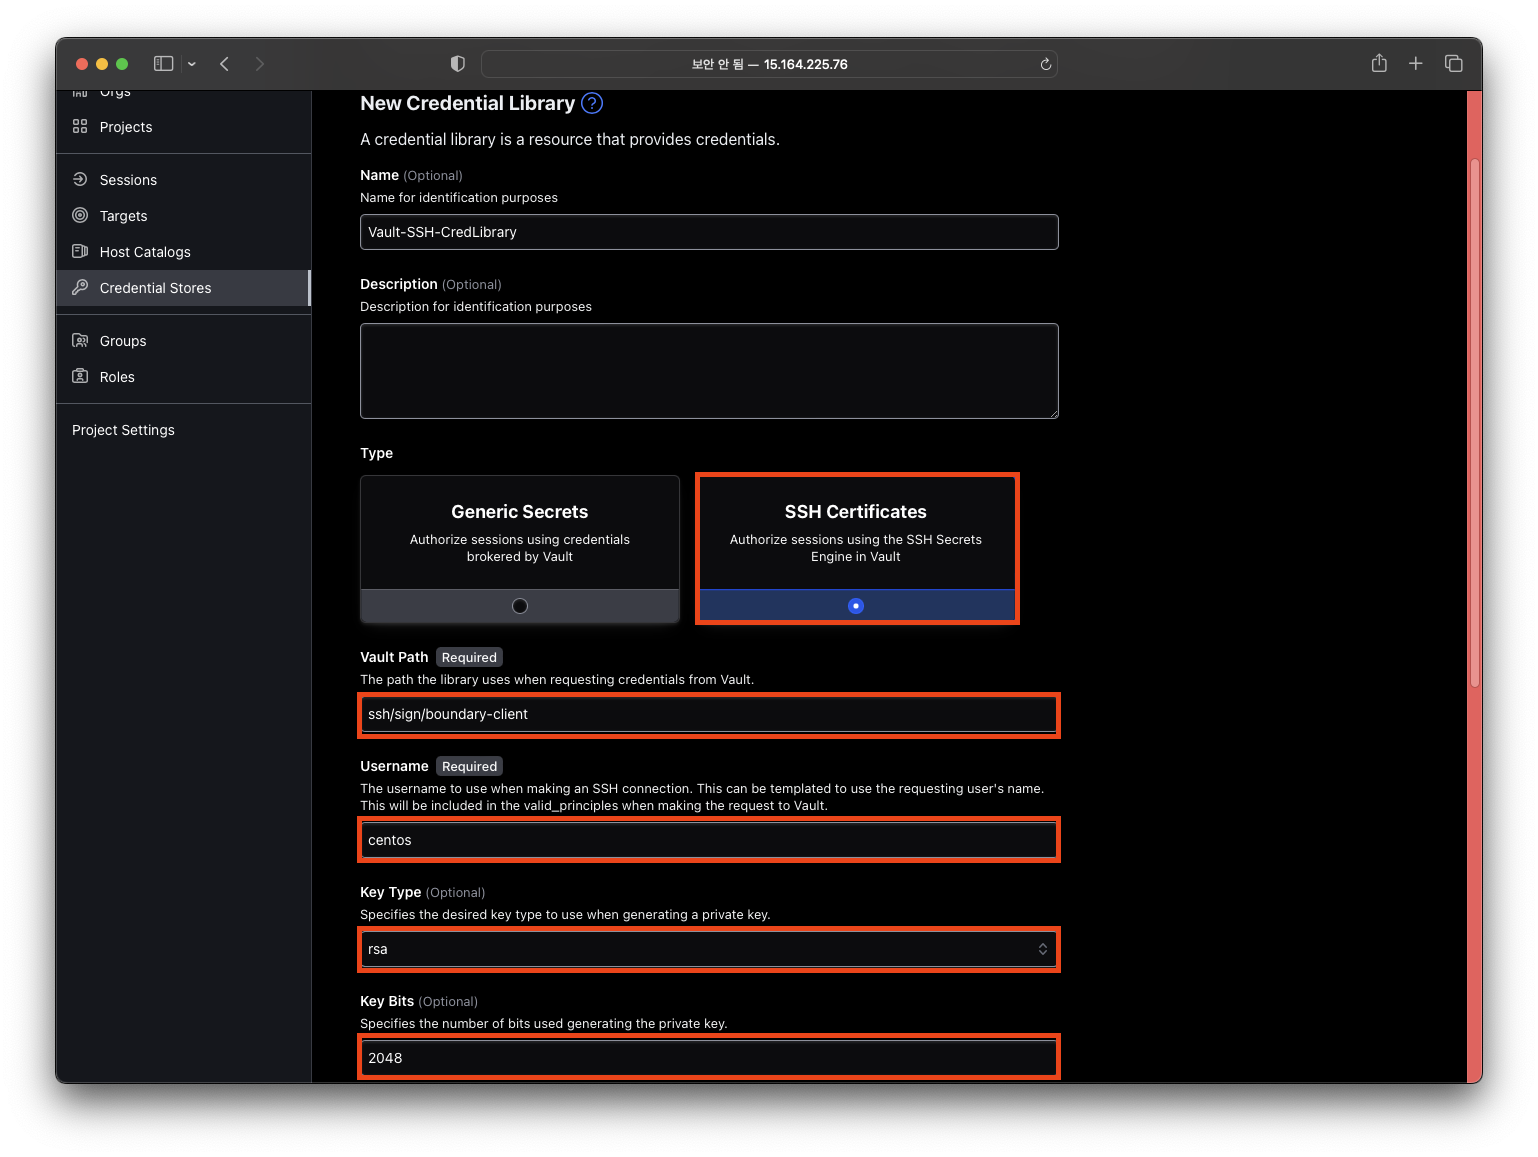 보안 안 됨 — 15.164.225.76
Orgs
Projects
Sessions
Targets
Host Catalogs
Credential Stores
Groups
Roles
Project Settings
New Credential Library ?
A credential library is a resource that provides credentials.
Name (Optional)
Name for identification purposes
Vault-SSH-CredLibrary
Description (Optional)
Description for identification purposes
Type
Generic Secrets
Authorize sessions using credentials
brokered by Vault
SSH Certificates
Authorize sessions using the SSH Secrets
Engine in Vault
Vault Path Required
The path the library uses when requesting credentials from Vault.
ssh/sign/boundary-client
Username Required
The username to use when making an SSH connection. This can be templated to use the requesting user's name.
This will be included in the valid_principles when making the request to Vault.
centos
Key Type (Optional)
Specifies the desired key type to use when generating a private key.
rsa
Key Bits (Optional)
Specifies the number of bits used generating the private key.
2048